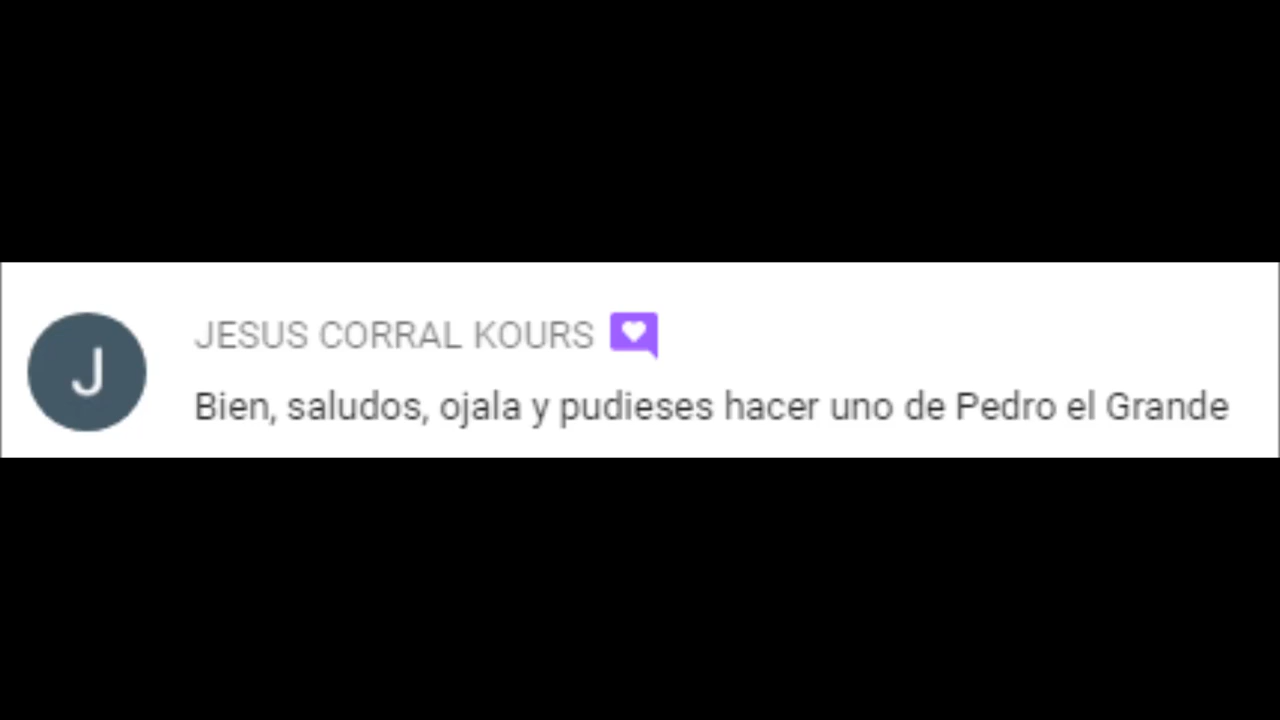 J
JESUS CORRAL KOURS
Bien, saludos, ojala y pudieses hacer uno de Pedro el Grande